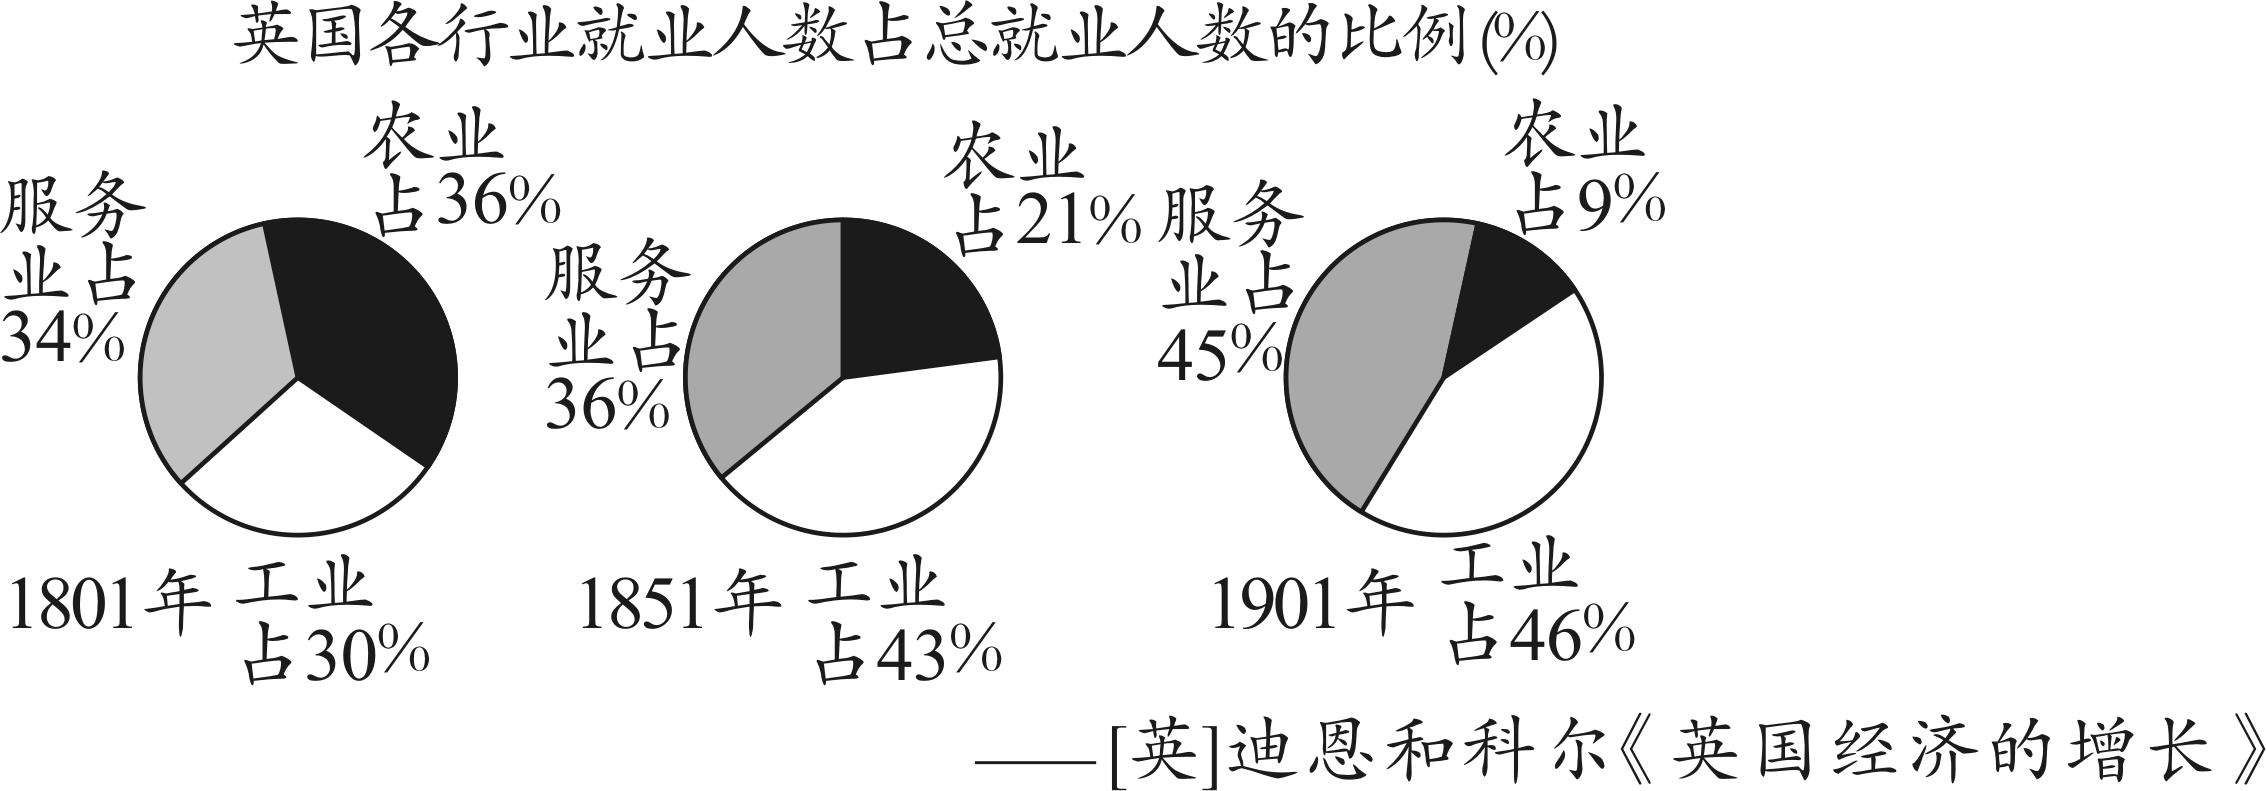 英国各行业就业人数占总就业人数的比例(%)
服务
业占
34%
农业
占36%
1801年
工业
占30%
服务
业占
36%
农业
占21%
1851年
工业
占43%
服务
业占
45%
农业
占9%
1901年
工业
占46%
——[英]迪恩和科尔《英国经济的增长》